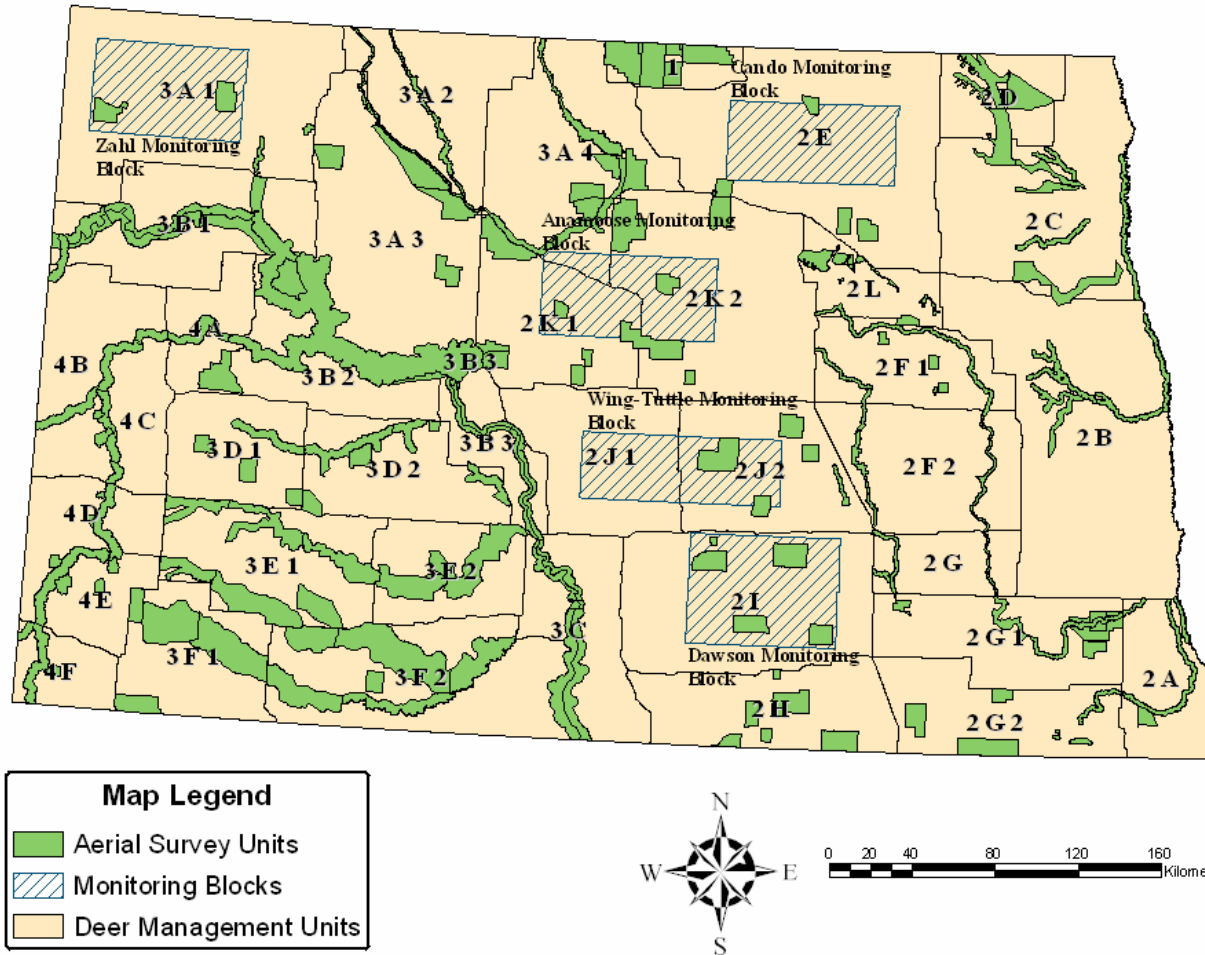 1
Cando Monitoring
Block
3 A 1
3 A 2
2 D
2 E
Zahl Monitoring
Block
3 A 4
3 B 1
3 A 3
Anamoose Monitoring
Block
2 C
2 L
2 K 2
2 K 1
4 A
4 B
3 B 2
3 B 3
2 F 1
4 C
Wing-Tuttle Monitoring
Block
3 D 1
3 D 2
3 B 3
2 J 1
2 J 2
2 F 2
2 B
4 D
3 E 1
3 E 2
2 G
4 E
2 I
3 C
2 G 1
3 F 1
3 F 2
4 F
Dawson Monitoring
Block
2 A
2 H
2 G 2
Map Legend
Aerial Survey Units
Monitoring Blocks
Deer Management Units
N
W
E
S
0 20 40 80 120 160
Kilome